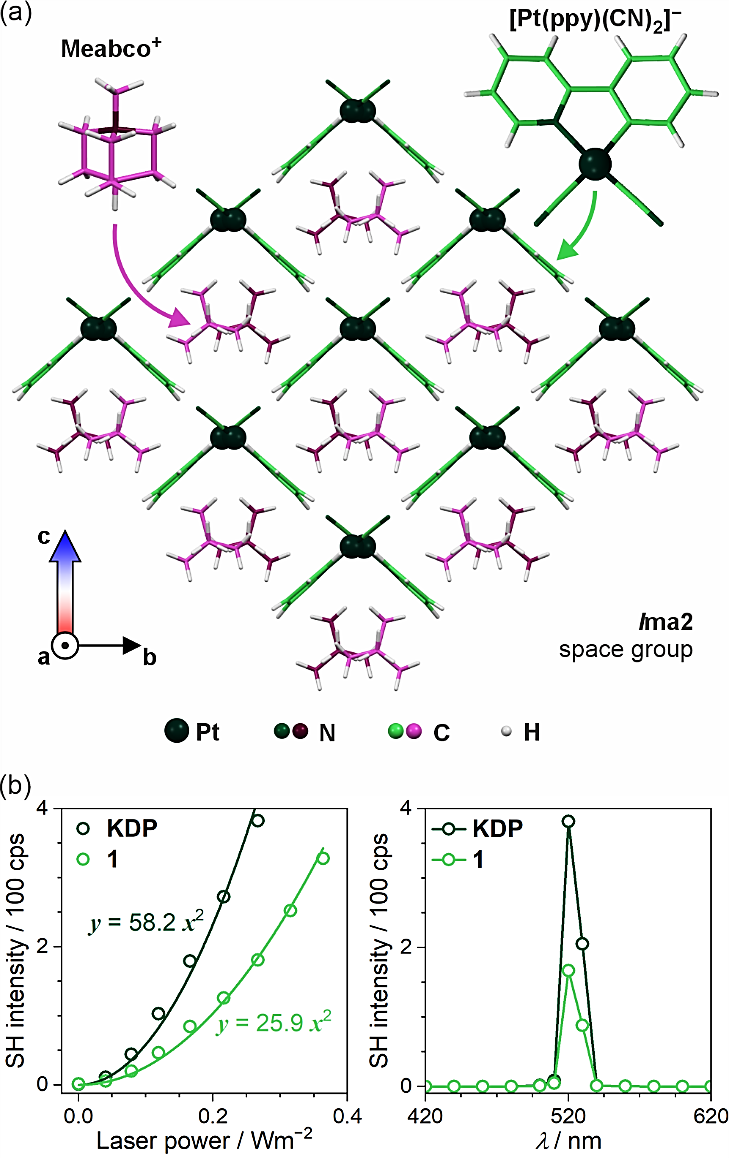 (a)
Meabco⁺
[Pt(ppy)(CN)₂]⁻
c
a
b
Ima2
space group
Pt
N
C
H
(b)
SH intensity / 100 cps
4
2
0
KDP
1
y = 58.2 x²
y = 25.9 x²
0.0
0.2
0.4
Laser power / Wm⁻²
SH intensity / 100 cps
4
2
0
KDP
1
420
520
620
λ / nm